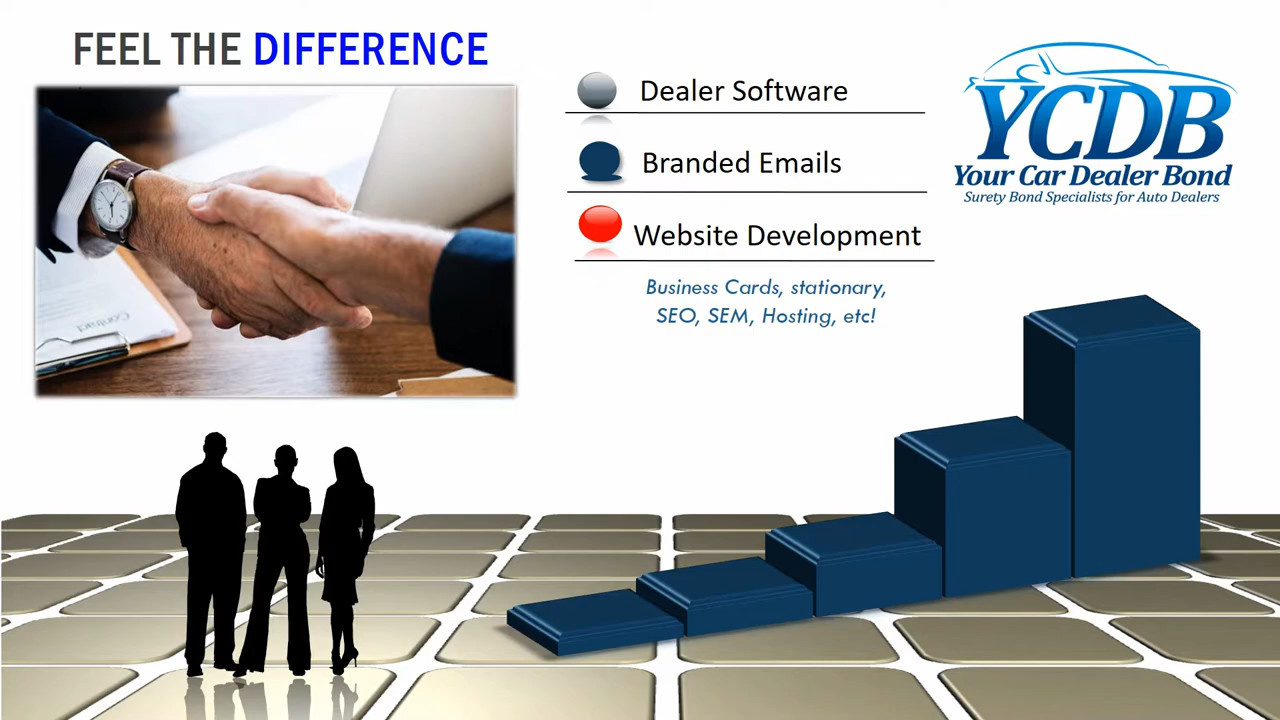 FEEL THE DIFFERENCE
Dealer Software
Branded Emails
Website Development
Business Cards, stationary,
SEO, SEM, Hosting, etc!
YCDB
Your Car Dealer Bond
Surety Bond Specialists for Auto Dealers
Contract